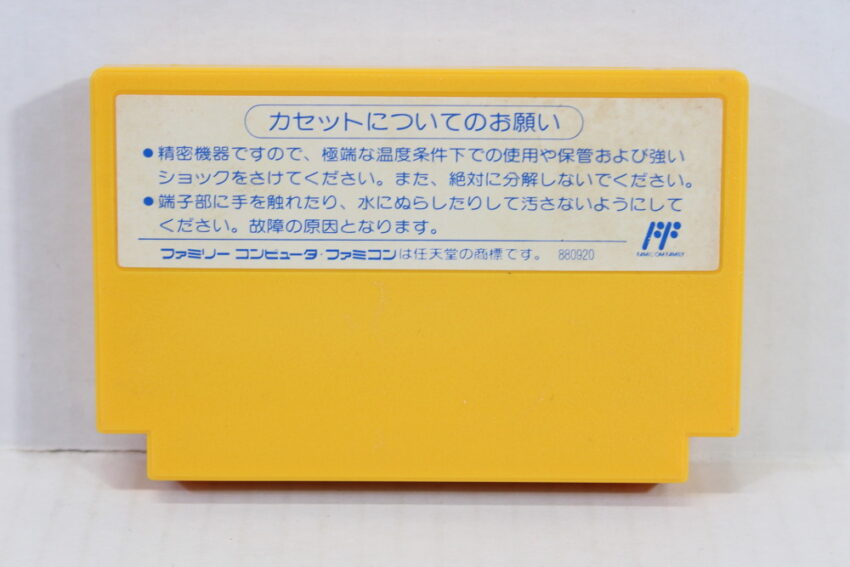 カセットについてのお願い
●精密機器ですので、極端な温度条件下での使用や保管および強い
ショックをさけてください。また、絶対に分解しないでください。
●端子部に手を触れたり、水にぬらしたりして汚さないようにして
ください。故障の原因となります。
FAMICOM FAMILY
ファミリー コンピュータ・ファミコンは任天堂の商標です。 880920